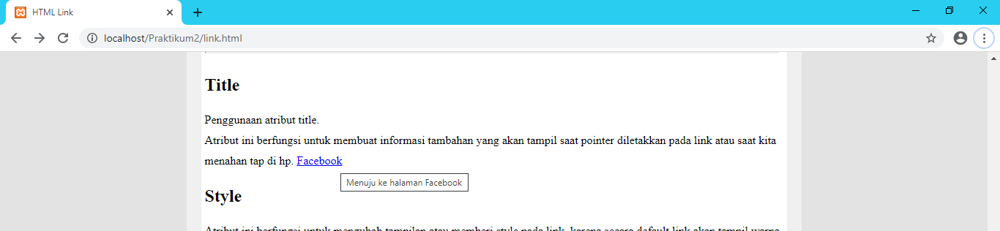 HTML Link
localhost/Praktikum2/link.html
Title
Penggunaan atribut title.
Atribut ini berfungsi untuk membuat informasi tambahan yang akan tampil saat pointer diletakkan pada link atau saat kita
menahan tap di hp. Facebook
Menuju ke halaman Facebook
Style
Atribut ini berfungsi untuk mengubah tampilan atau memberi style pada link, karena secara default link akan tampil warna